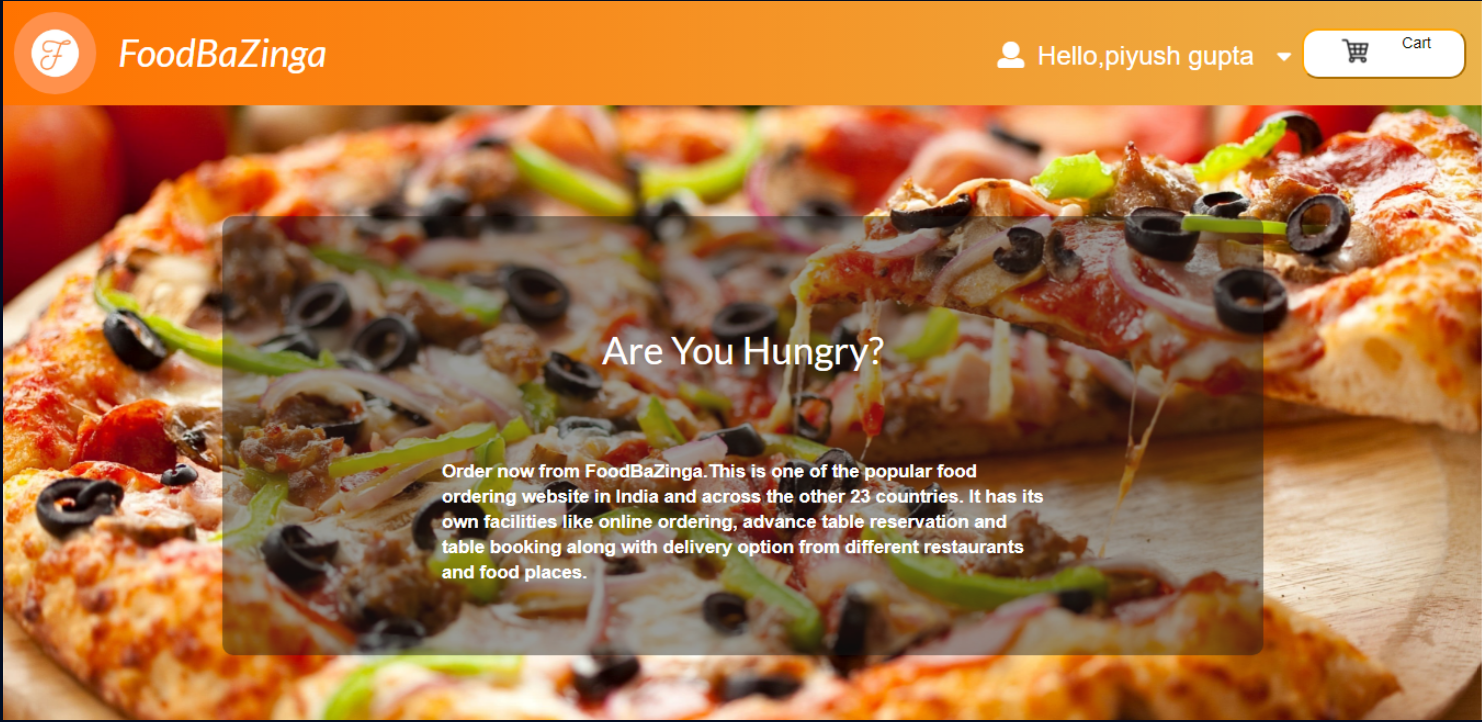 F
FoodBaZinga
Hello,piyush gupta
Cart
Are You Hungry?
Order now from FoodBaZinga.This is one of the popular food
ordering website in India and across the other 23 countries. It has its
own facilities like online ordering, advance table reservation and
table booking along with delivery option from different restaurants
and food places.